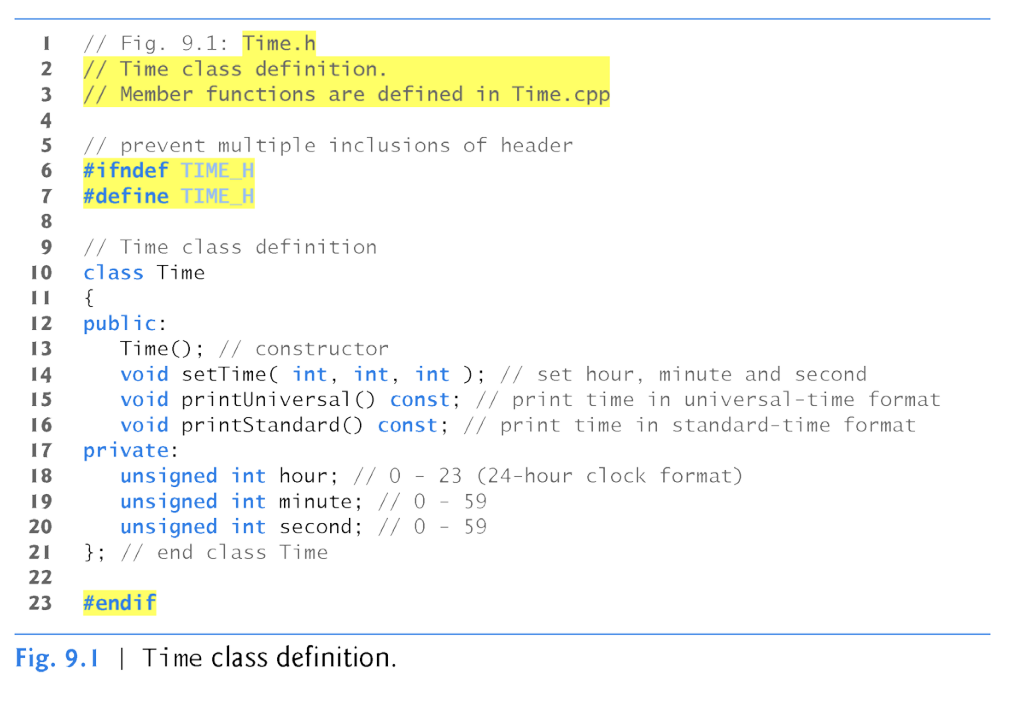 1 // Fig. 9.1: Time.h
2 // Time class definition.
3 // Member functions are defined in Time.cpp
4
5 // prevent multiple inclusions of header
6 #ifndef TIME_H
7 #define TIME_H
8
9 // Time class definition
10 class Time
11 {
12 public:
13    Time(); // constructor
14    void setTime( int, int, int ); // set hour, minute and second
15    void printUniversal() const; // print time in universal-time format
16    void printStandard() const; // print time in standard-time format
17 private:
18    unsigned int hour; // 0 - 23 (24-hour clock format)
19    unsigned int minute; // 0 - 59
20    unsigned int second; // 0 - 59
21 }; // end class Time
22
23 #endif
Fig. 9.1 | Time class definition.